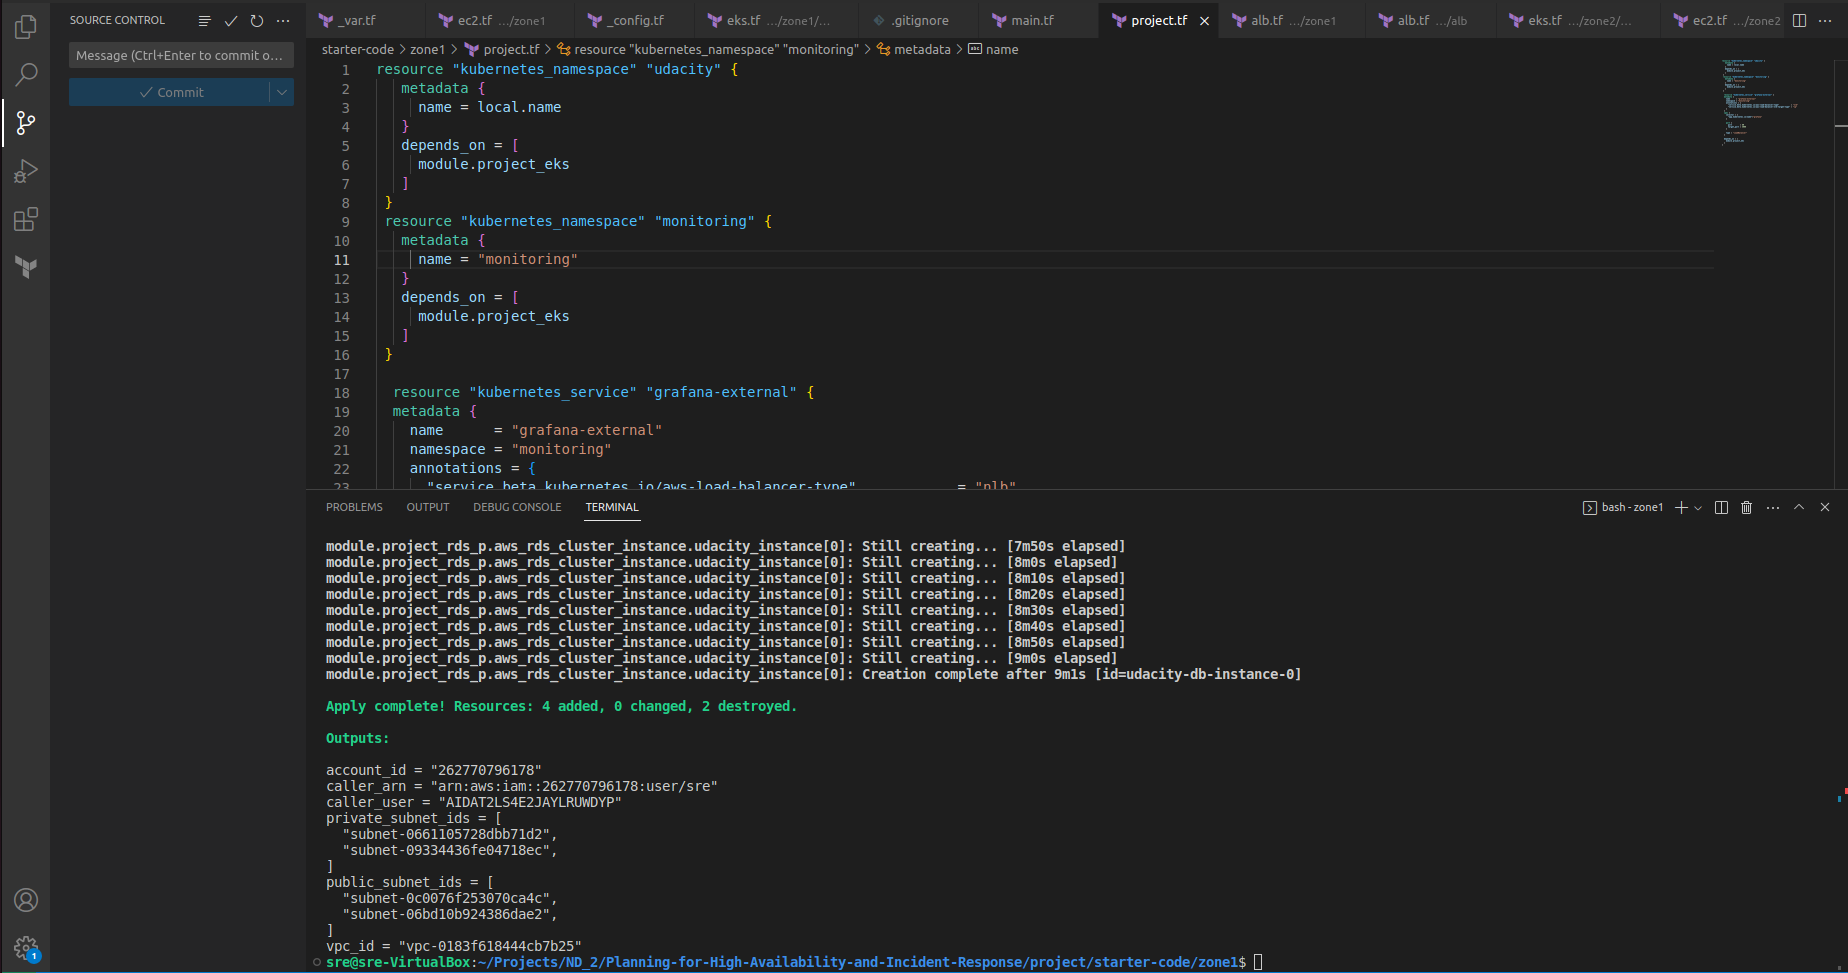 SOURCE CONTROL
Message (Ctrl+Enter to commit o...
Commit
1
_var.tf
ec2.tf .../zone1
_config.tf
eks.tf .../zone1/...
.gitignore
main.tf
project.tf
alb.tf .../zone1
alb.tf .../alb
eks.tf .../zone2/...
ec2.tf .../zone2
starter-code > zone1 > project.tf > resource "kubernetes_namespace" "monitoring" > metadata > abc name
1 resource "kubernetes_namespace" "udacity" {
2 metadata {
3 name = local.name
4 }
5 depends_on = [
6 module.project_eks
7 ]
8 }
9 resource "kubernetes_namespace" "monitoring" {
10 metadata {
11 name = "monitoring"
12 }
13 depends_on = [
14 module.project_eks
15 ]
16 }
17
18 resource "kubernetes_service" "grafana-external" {
19 metadata {
20 name = "grafana-external"
21 namespace = "monitoring"
22 annotations = {
23 "service.beta.kubernetes.io/aws-load-balancer-type" = "nlb"
PROBLEMS
OUTPUT
DEBUG CONSOLE
TERMINAL
bash - zone1
module.project_rds_p.aws_rds_cluster_instance.udacity_instance[0]: Still creating... [7m50s elapsed]
module.project_rds_p.aws_rds_cluster_instance.udacity_instance[0]: Still creating... [8m0s elapsed]
module.project_rds_p.aws_rds_cluster_instance.udacity_instance[0]: Still creating... [8m10s elapsed]
module.project_rds_p.aws_rds_cluster_instance.udacity_instance[0]: Still creating... [8m20s elapsed]
module.project_rds_p.aws_rds_cluster_instance.udacity_instance[0]: Still creating... [8m30s elapsed]
module.project_rds_p.aws_rds_cluster_instance.udacity_instance[0]: Still creating... [8m40s elapsed]
module.project_rds_p.aws_rds_cluster_instance.udacity_instance[0]: Still creating... [8m50s elapsed]
module.project_rds_p.aws_rds_cluster_instance.udacity_instance[0]: Still creating... [9m0s elapsed]
module.project_rds_p.aws_rds_cluster_instance.udacity_instance[0]: Creation complete after 9m1s [id=udacity-db-instance-0]
Apply complete! Resources: 4 added, 0 changed, 2 destroyed.
Outputs:
account_id = "262770796178"
caller_arn = "arn:aws:iam::262770796178:user/sre"
caller_user = "AIDAT2LS4E2JAYLRUWDYP"
private_subnet_ids = [
"subnet-0661105728dbb71d2",
"subnet-09334436fe04718ec",
]
public_subnet_ids = [
"subnet-0c0076f253070ca4c",
"subnet-06bd10b924386dae2",
]
vpc_id = "vpc-0183f618444cb7b25"
sre@sre-VirtualBox:~/Projects/ND_2/Planning-for-High-Availability-and-Incident-Response/project/starter-code/zone1$